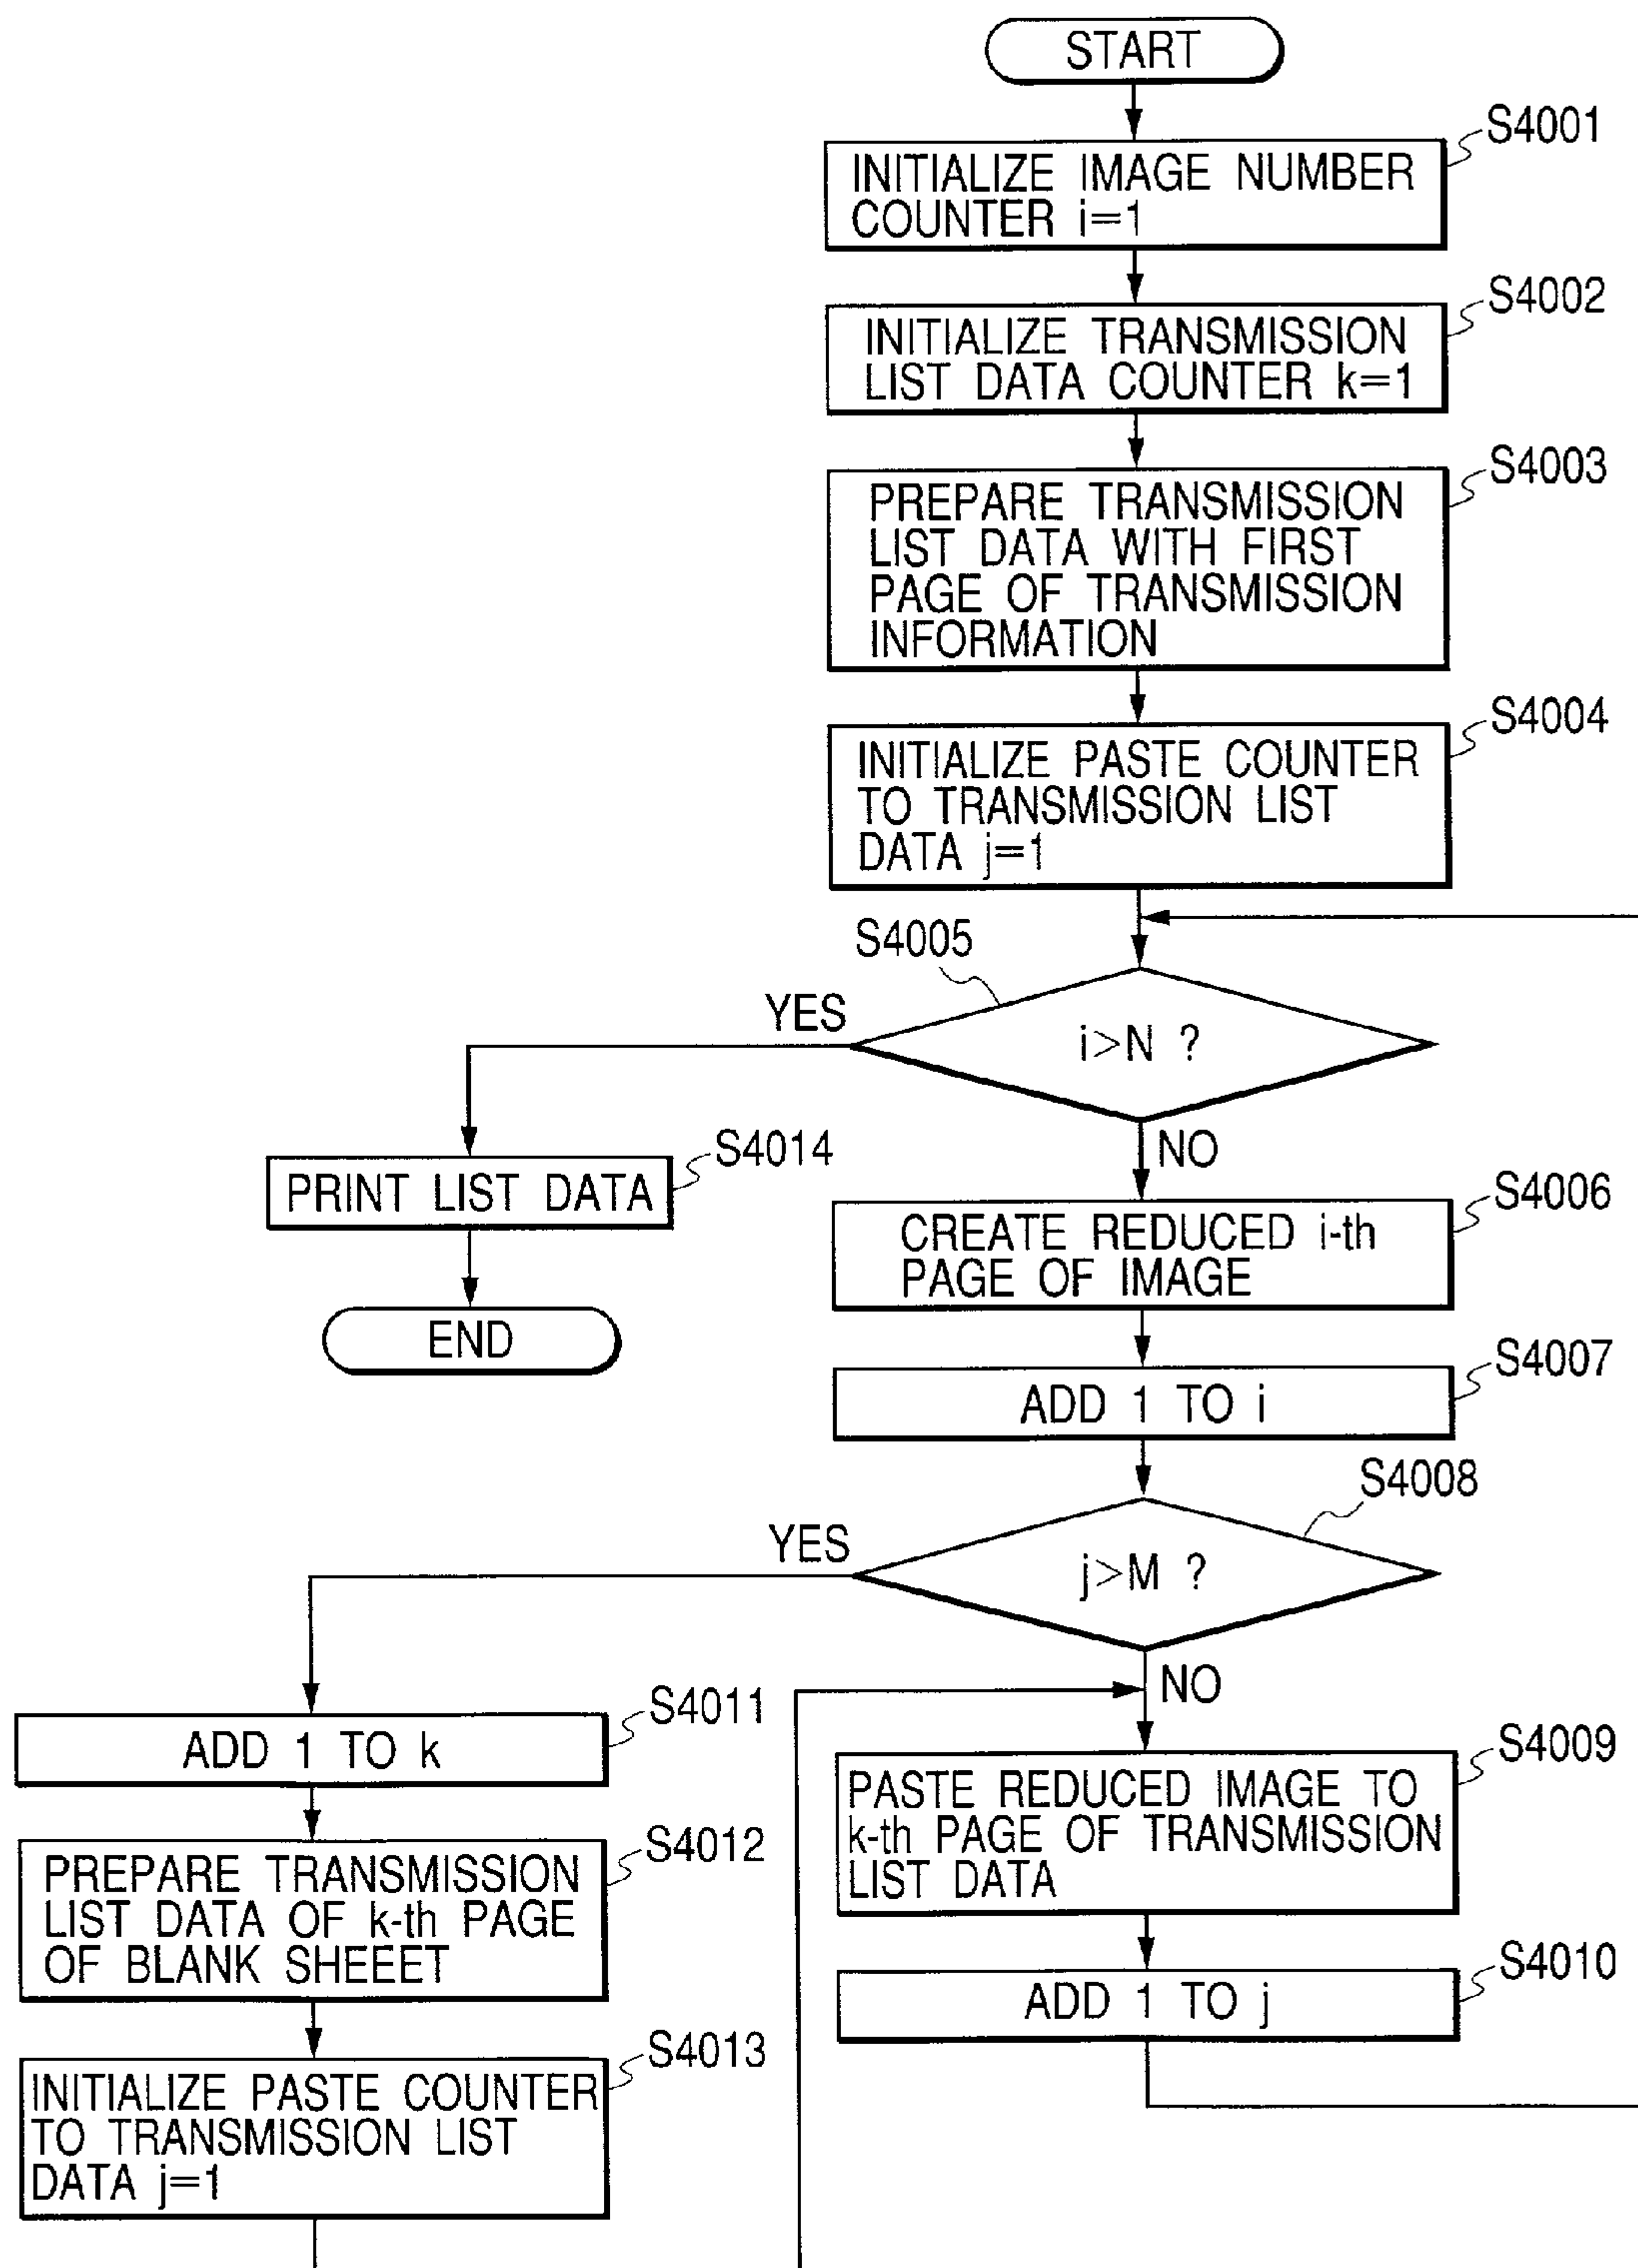 START
S4001
INITIALIZE IMAGE NUMBER
COUNTER i=1
S4002
INITIALIZE TRANSMISSION
LIST DATA COUNTER k=1
S4003
PREPARE TRANSMISSION
LIST DATA WITH FIRST
PAGE OF TRANSMISSION
INFORMATION
S4004
INITIALIZE PASTE COUNTER
TO TRANSMISSION LIST
DATA j=1
S4005
YES
i>N ?
NO
S4014
PRINT LIST DATA
END
S4006
CREATE REDUCED i-th
PAGE OF IMAGE
S4007
ADD 1 TO i
S4008
YES
j>M ?
NO
S4011
ADD 1 TO k
S4012
PREPARE TRANSMISSION
LIST DATA OF k-th PAGE
OF BLANK SHEEET
S4013
INITIALIZE PASTE COUNTER
TO TRANSMISSION LIST
DATA j=1
S4009
PASTE REDUCED IMAGE TO
k-th PAGE OF TRANSMISSION
LIST DATA
S4010
ADD 1 TO j